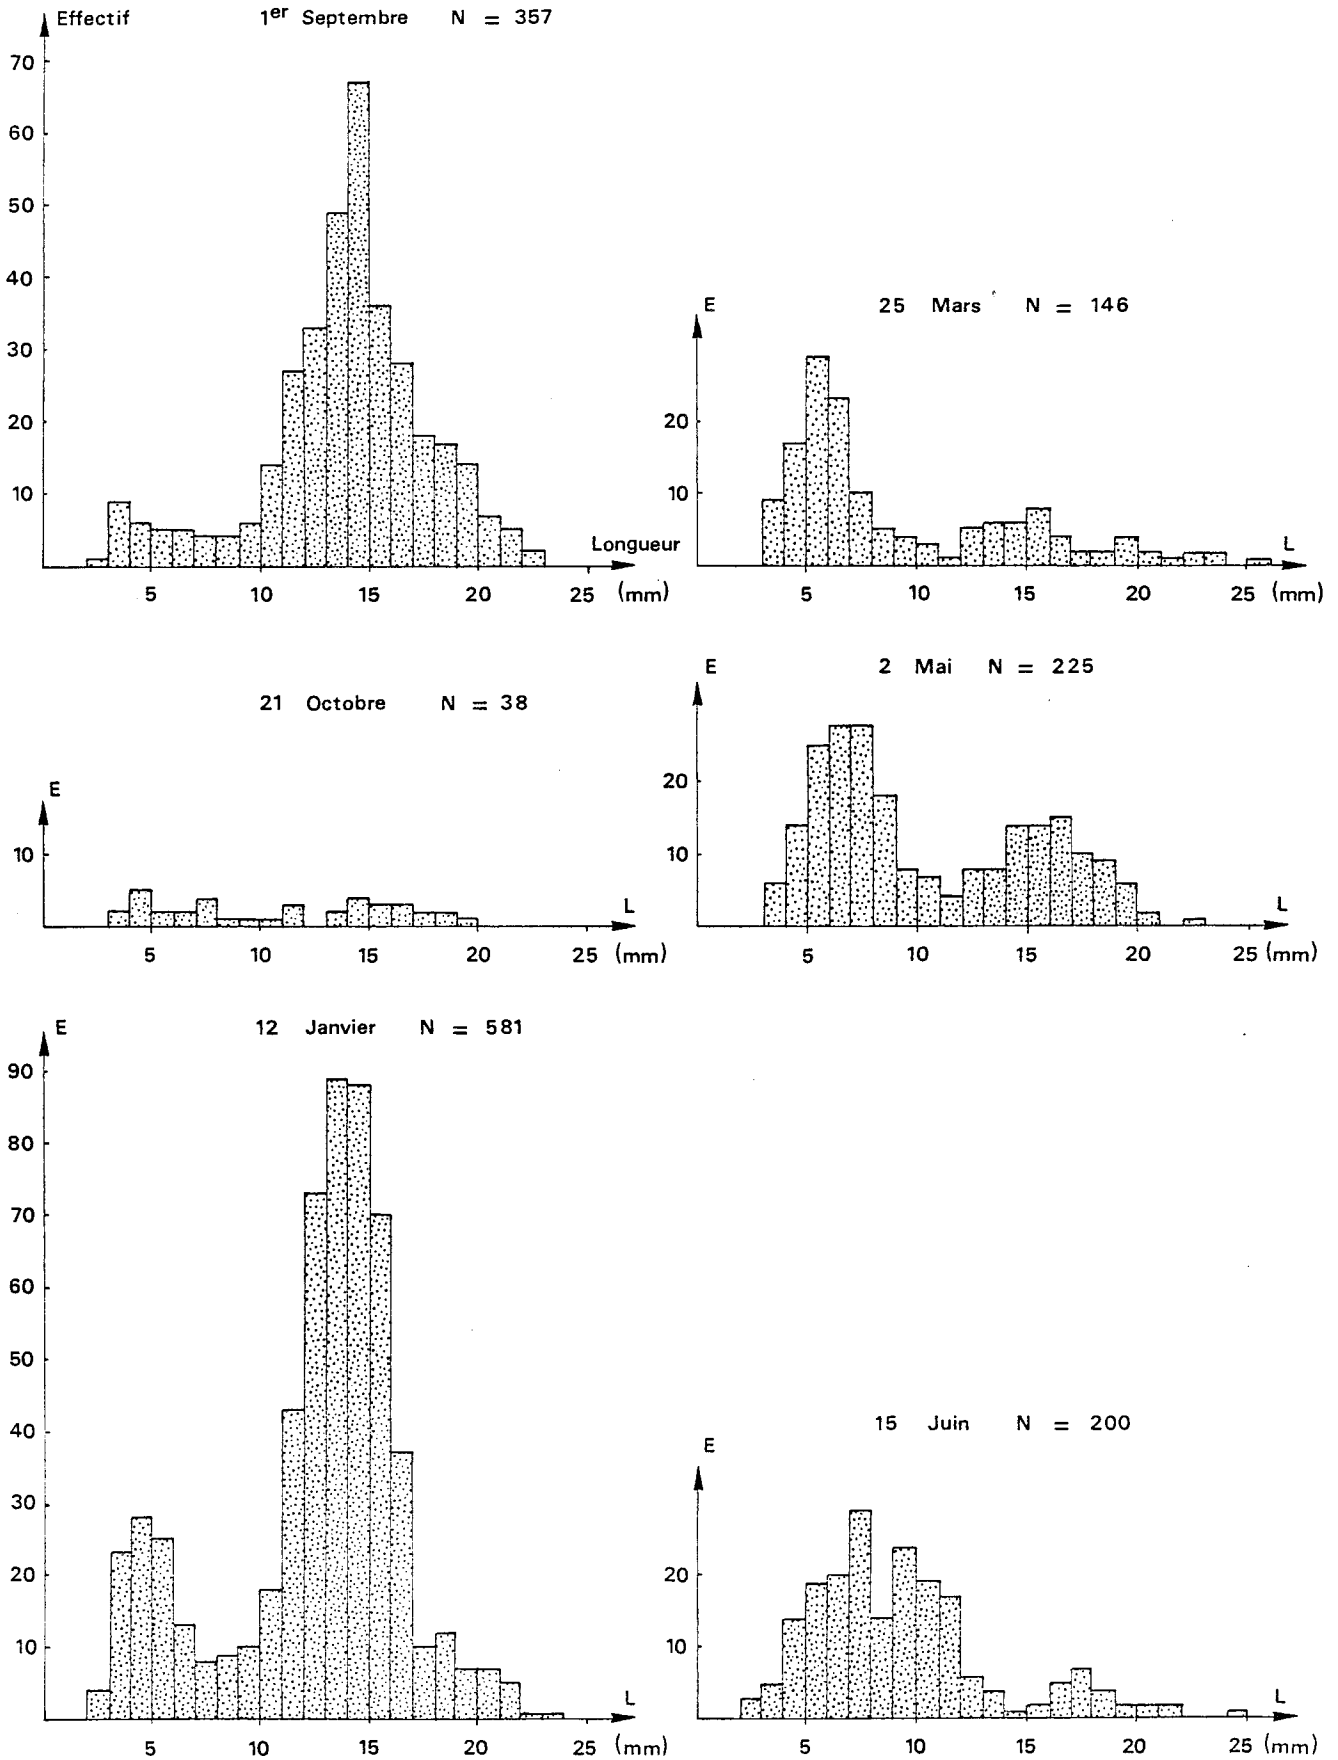 Effectif 1er Septembre N = 357
70
60
50
40
30
20
10
Longueur
5 10 15 20 25 (mm)
E 25 Mars N = 146
20
10
L
5 10 15 20 25 (mm)
21 Octobre N = 38
E
10
L
5 10 15 20 (mm)
E 2 Mai N = 225
20
10
L
5 10 15 20 25 (mm)
E 12 Janvier N = 581
90
80
70
60
50
40
30
20
10
L
5 10 15 20 25 (mm)
15 Juin N = 200
E
20
10
L
5 10 15 20 25 (mm)